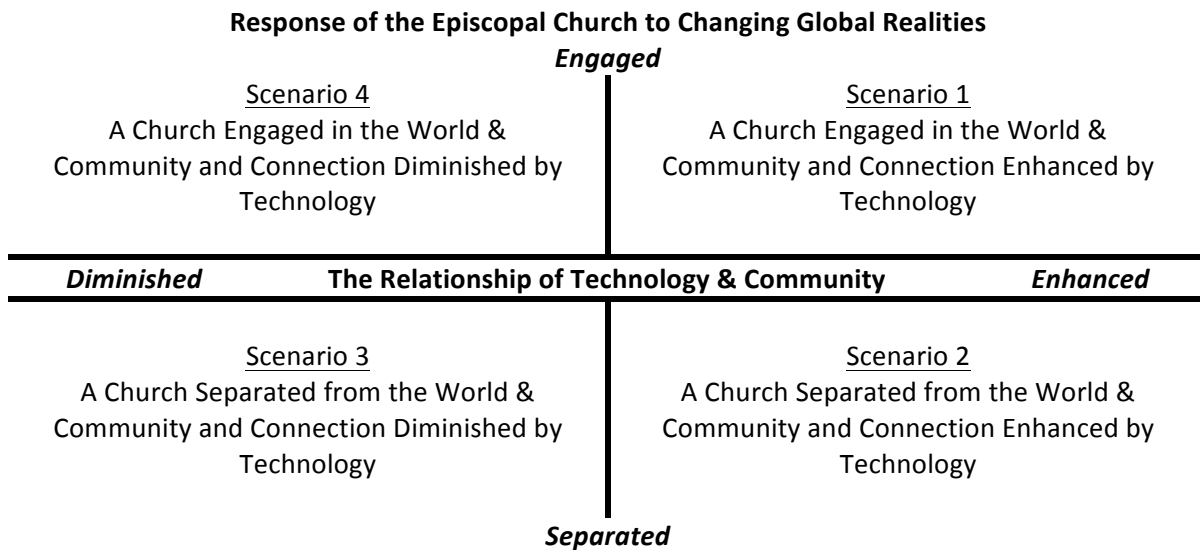 Response of the Episcopal Church to Changing Global Realities
Engaged
Scenario 4
A Church Engaged in the World &
Community and Connection Diminished by
Technology
Scenario 1
A Church Engaged in the World &
Community and Connection Enhanced by
Technology
Diminished The Relationship of Technology & Community Enhanced
Scenario 3
A Church Separated from the World &
Community and Connection Diminished by
Technology
Scenario 2
A Church Separated from the World &
Community and Connection Enhanced by
Technology
Separated